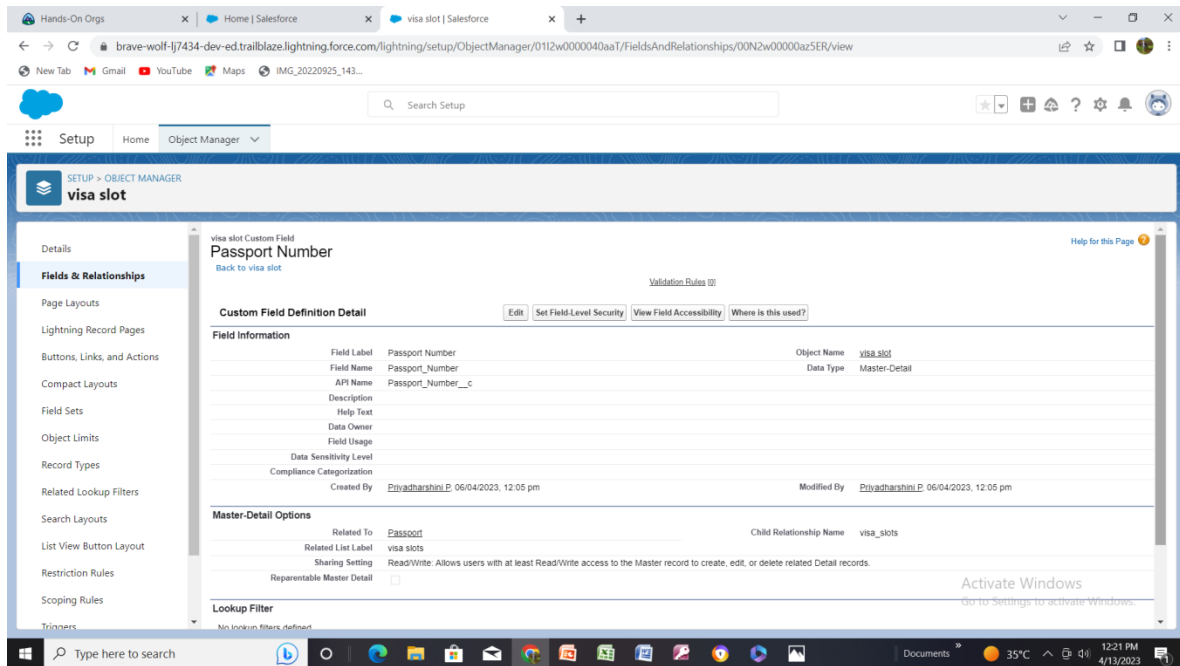 Hands-On Orgs
Home | Salesforce
visa slot | Salesforce
brave-wolf-lj7434-dev-ed.trailblaze.lightning.force.com/lightning/setup/ObjectManager/01I2w0000040aaT/FieldsAndRelationships/00N2w00000az5ER/view
New Tab Gmail YouTube Maps IMG_20220925_143...
Search Setup
Setup Home Object Manager
SETUP > OBJECT MANAGER
visa slot
Details
Fields & Relationships
Page Layouts
Lightning Record Pages
Buttons, Links, and Actions
Compact Layouts
Field Sets
Object Limits
Record Types
Related Lookup Filters
Search Layouts
List View Button Layout
Restriction Rules
Scoping Rules
Triggers
visa slot Custom Field
Passport Number
Back to visa slot
Help for this Page
Validation Rules [0]
Custom Field Definition Detail Edit Set Field-Level Security View Field Accessibility Where is this used?
Field Information
Field Label Passport Number Object Name visa slot
Field Name Passport_Number Data Type Master-Detail
API Name Passport_Number__c
Description
Help Text
Data Owner
Field Usage
Data Sensitivity Level
Compliance Categorization
Created By Priyadharshini P, 06/04/2023, 12:05 pm Modified By Priyadharshini P, 06/04/2023, 12:05 pm
Master-Detail Options
Related To Passport Child Relationship Name visa_slots
Related List Label visa slots
Sharing Setting Read/Write: Allows users with at least Read/Write access to the Master record to create, edit, or delete related Detail records.
Reparentable Master Detail
Lookup Filter
No lookup filters defined
Activate Windows
Go to Settings to activate Windows.
Type here to search
Documents
35°C
12:21 PM
4/13/2023